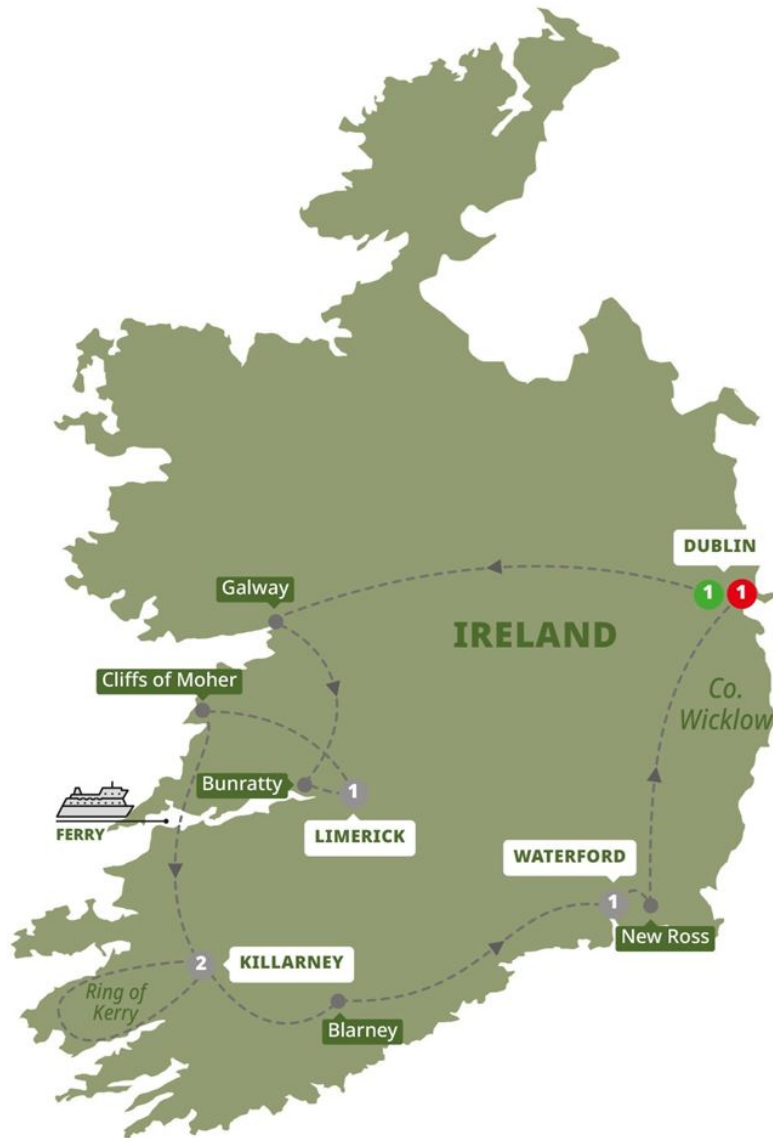 DUBLIN
1
1
Galway
IRELAND
Cliffs of Moher
Co.
Wicklow
Bunratty
1
FERRY
LIMERICK
WATERFORD
1
New Ross
2
KILLARNEY
Ring of
Kerry
Blarney